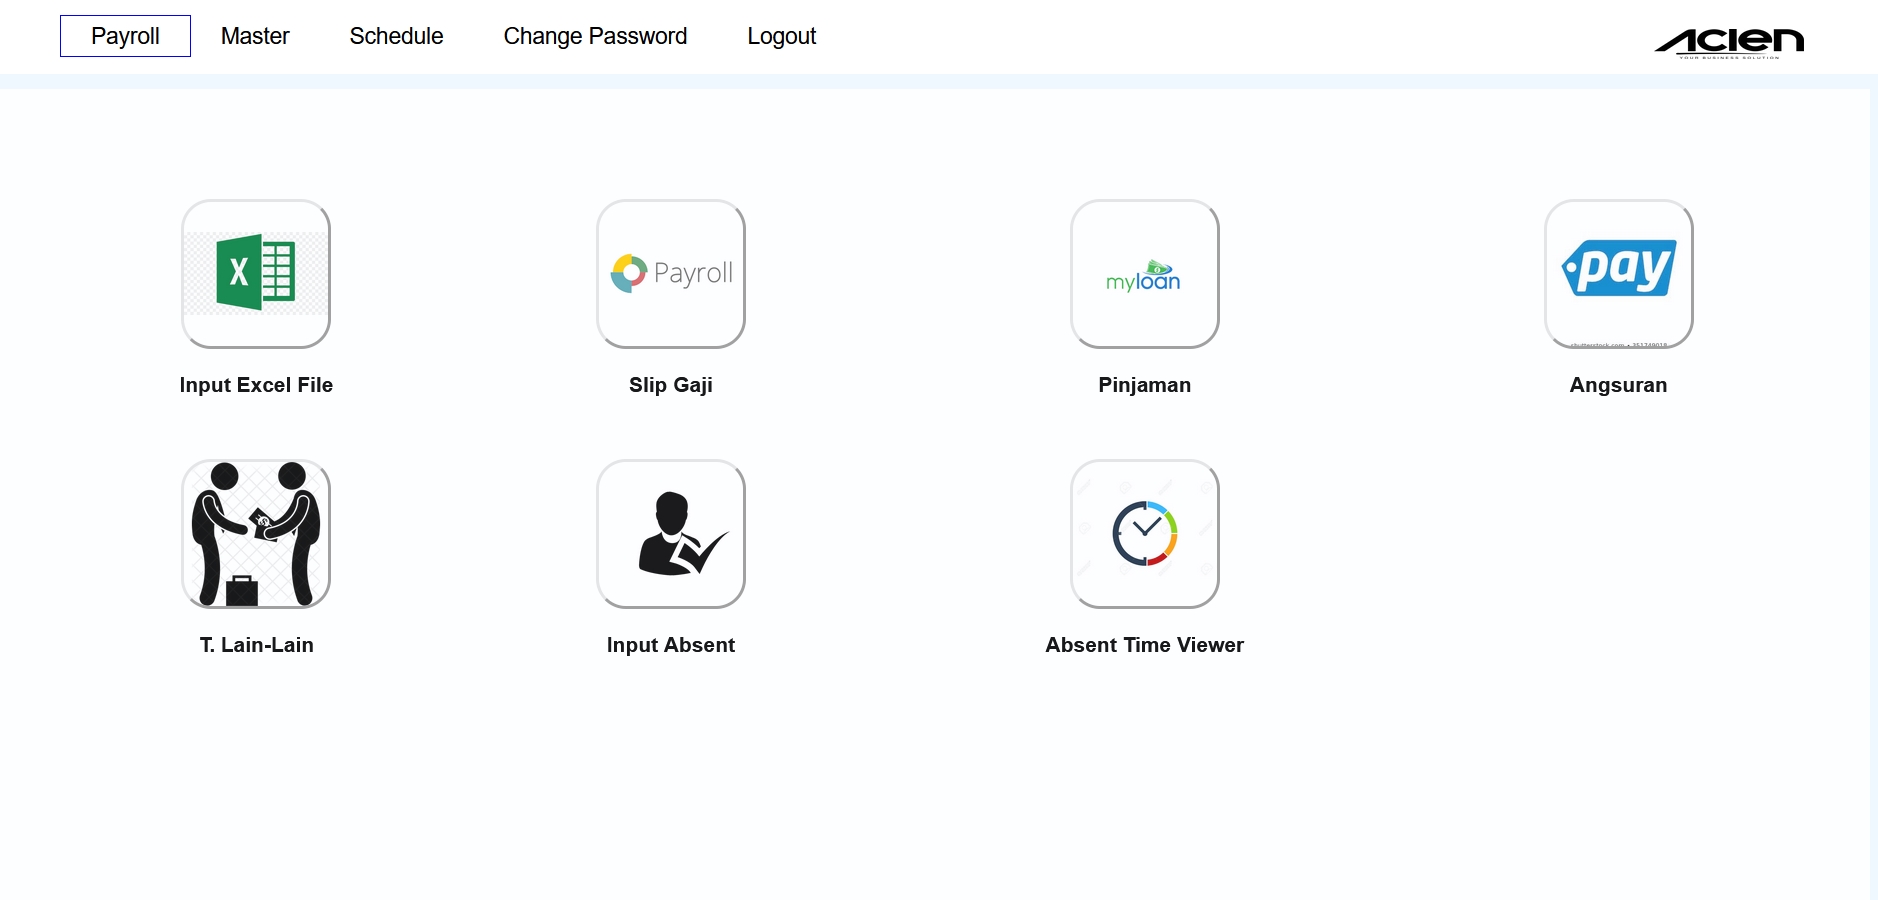 Payroll
Master
Schedule
Change Password
Logout
Acien
YOUR BUSINESS SOLUTION
X
Payroll
myloan
pay
shutterstock.com • 251749018
Input Excel File
Slip Gaji
Pinjaman
Angsuran
T. Lain-Lain
Input Absent
Absent Time Viewer